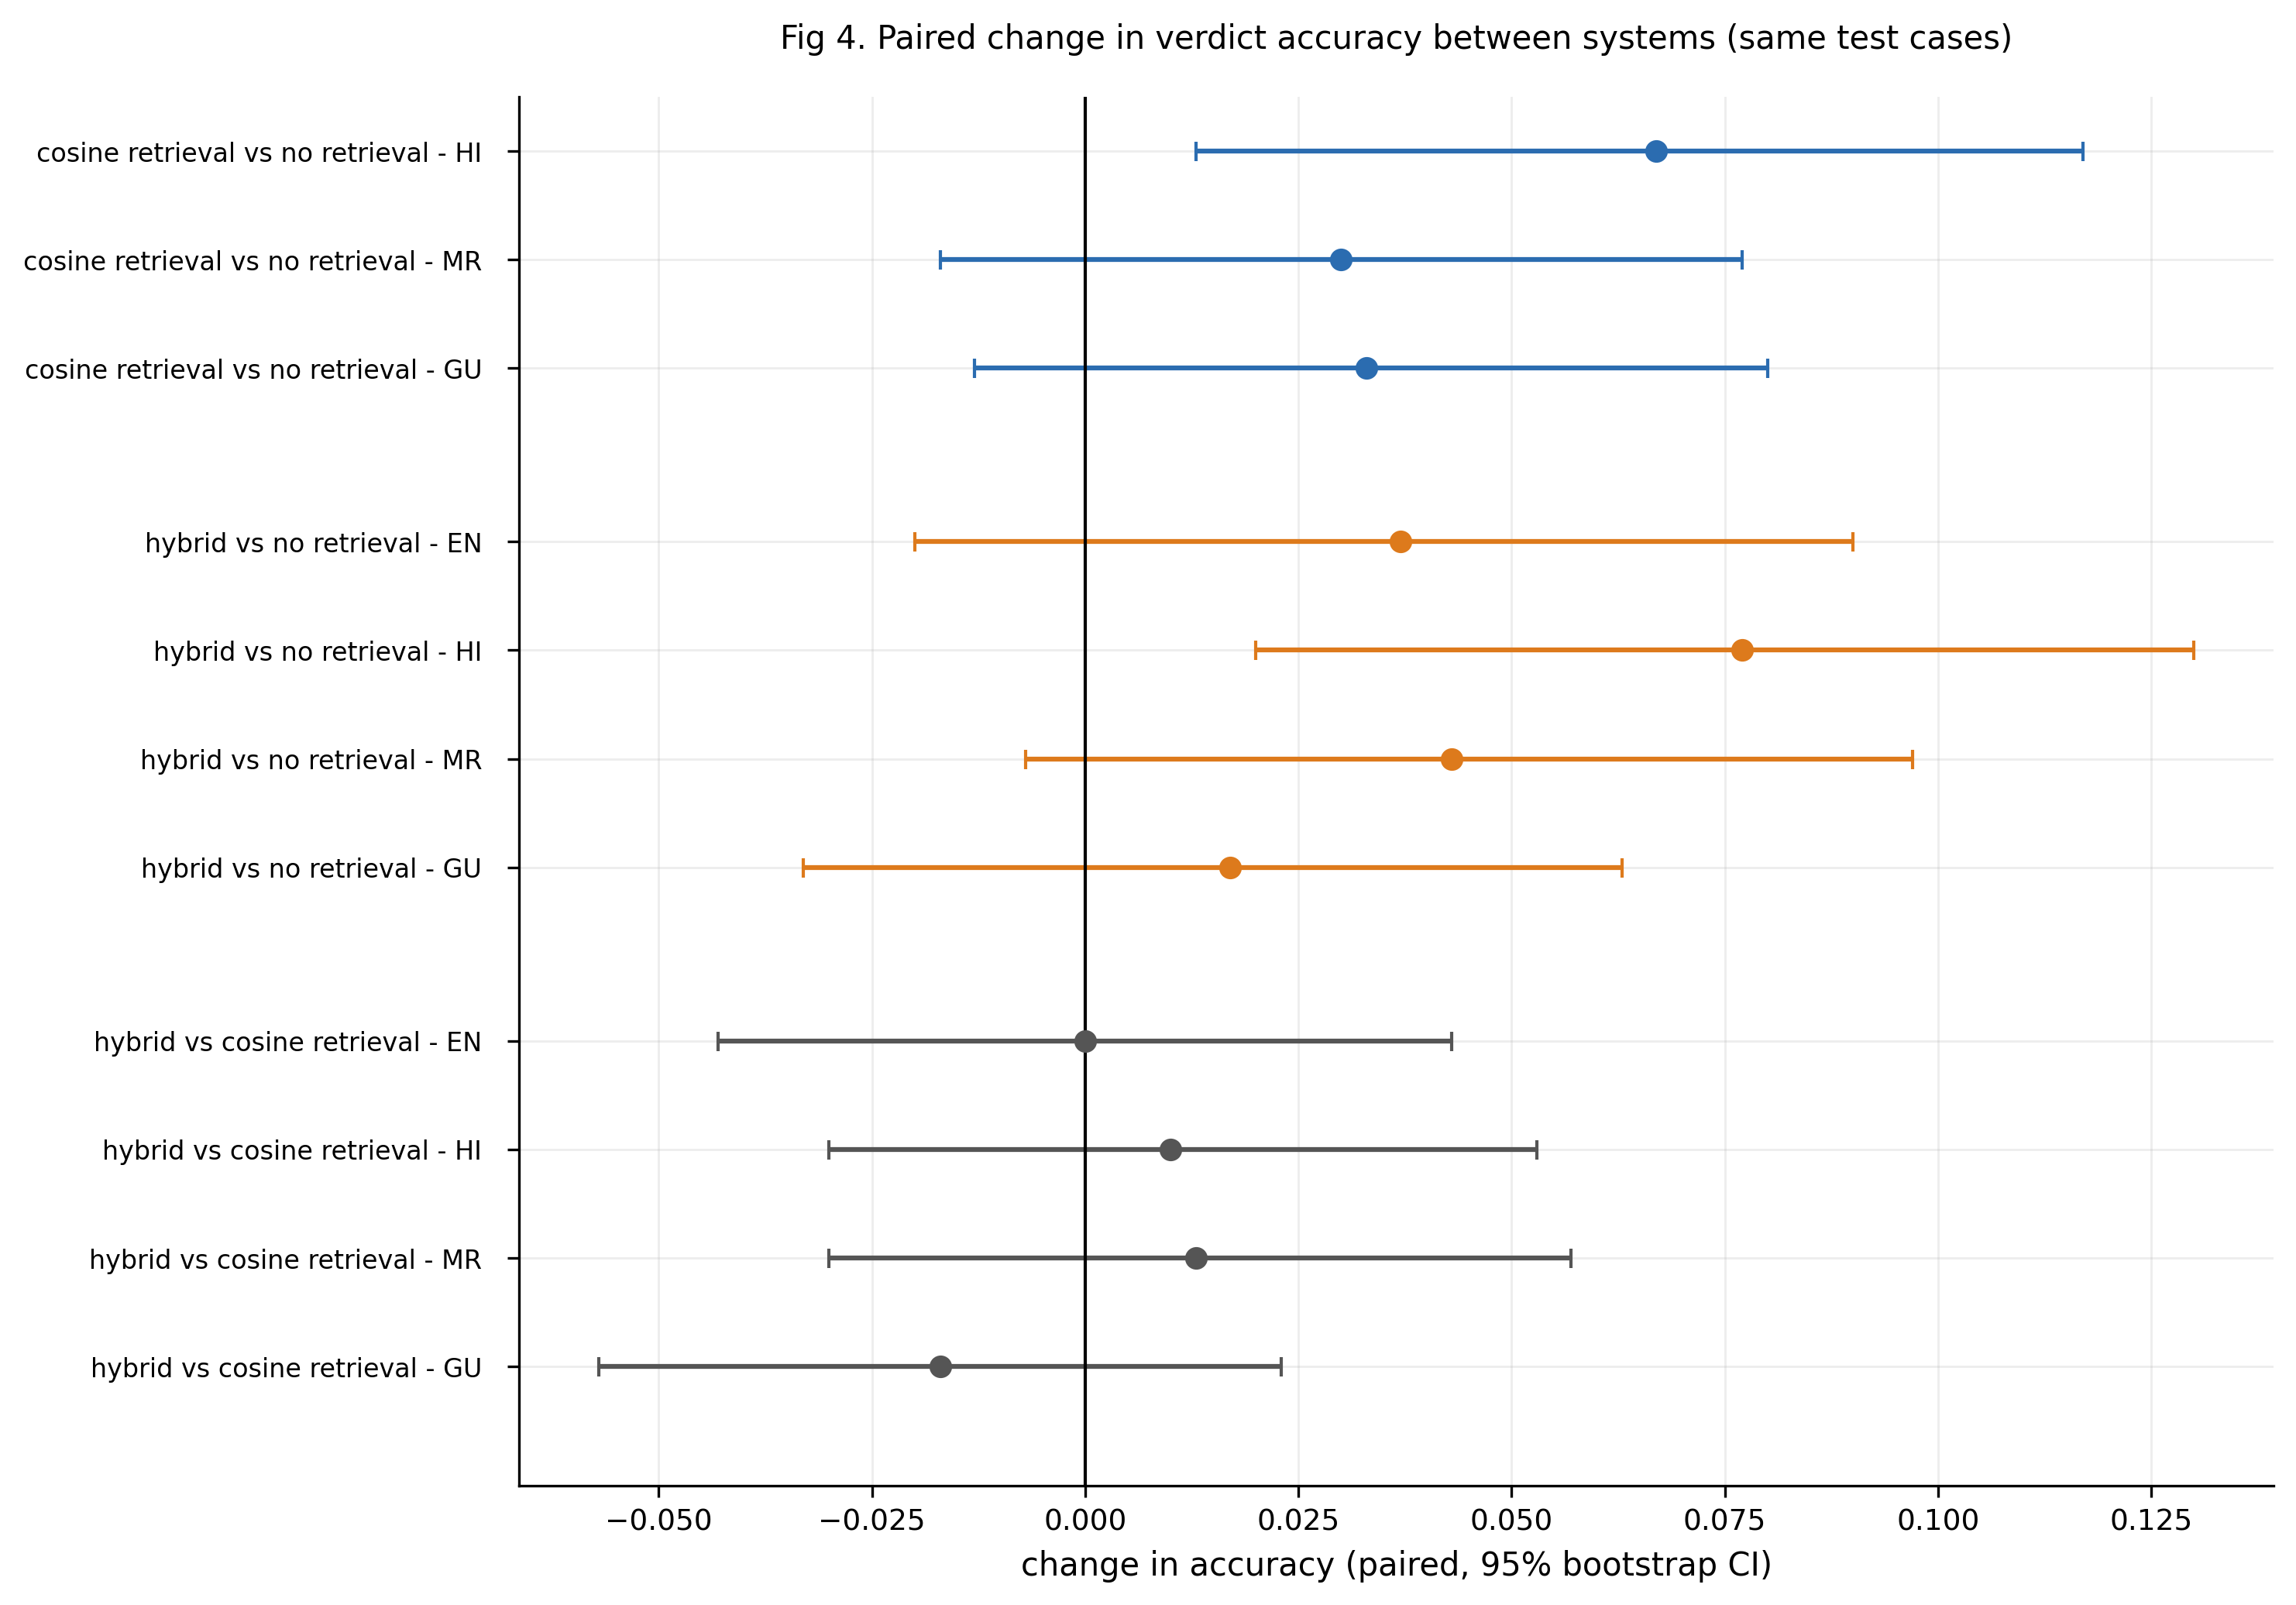 Fig 4. Paired change in verdict accuracy between systems (same test cases)
cosine retrieval vs no retrieval - HI
cosine retrieval vs no retrieval - MR
cosine retrieval vs no retrieval - GU
hybrid vs no retrieval - EN
hybrid vs no retrieval - HI
hybrid vs no retrieval - MR
hybrid vs no retrieval - GU
hybrid vs cosine retrieval - EN
hybrid vs cosine retrieval - HI
hybrid vs cosine retrieval - MR
hybrid vs cosine retrieval - GU
−0.050 −0.025 0.000 0.025 0.050 0.075 0.100 0.125
change in accuracy (paired, 95% bootstrap CI)